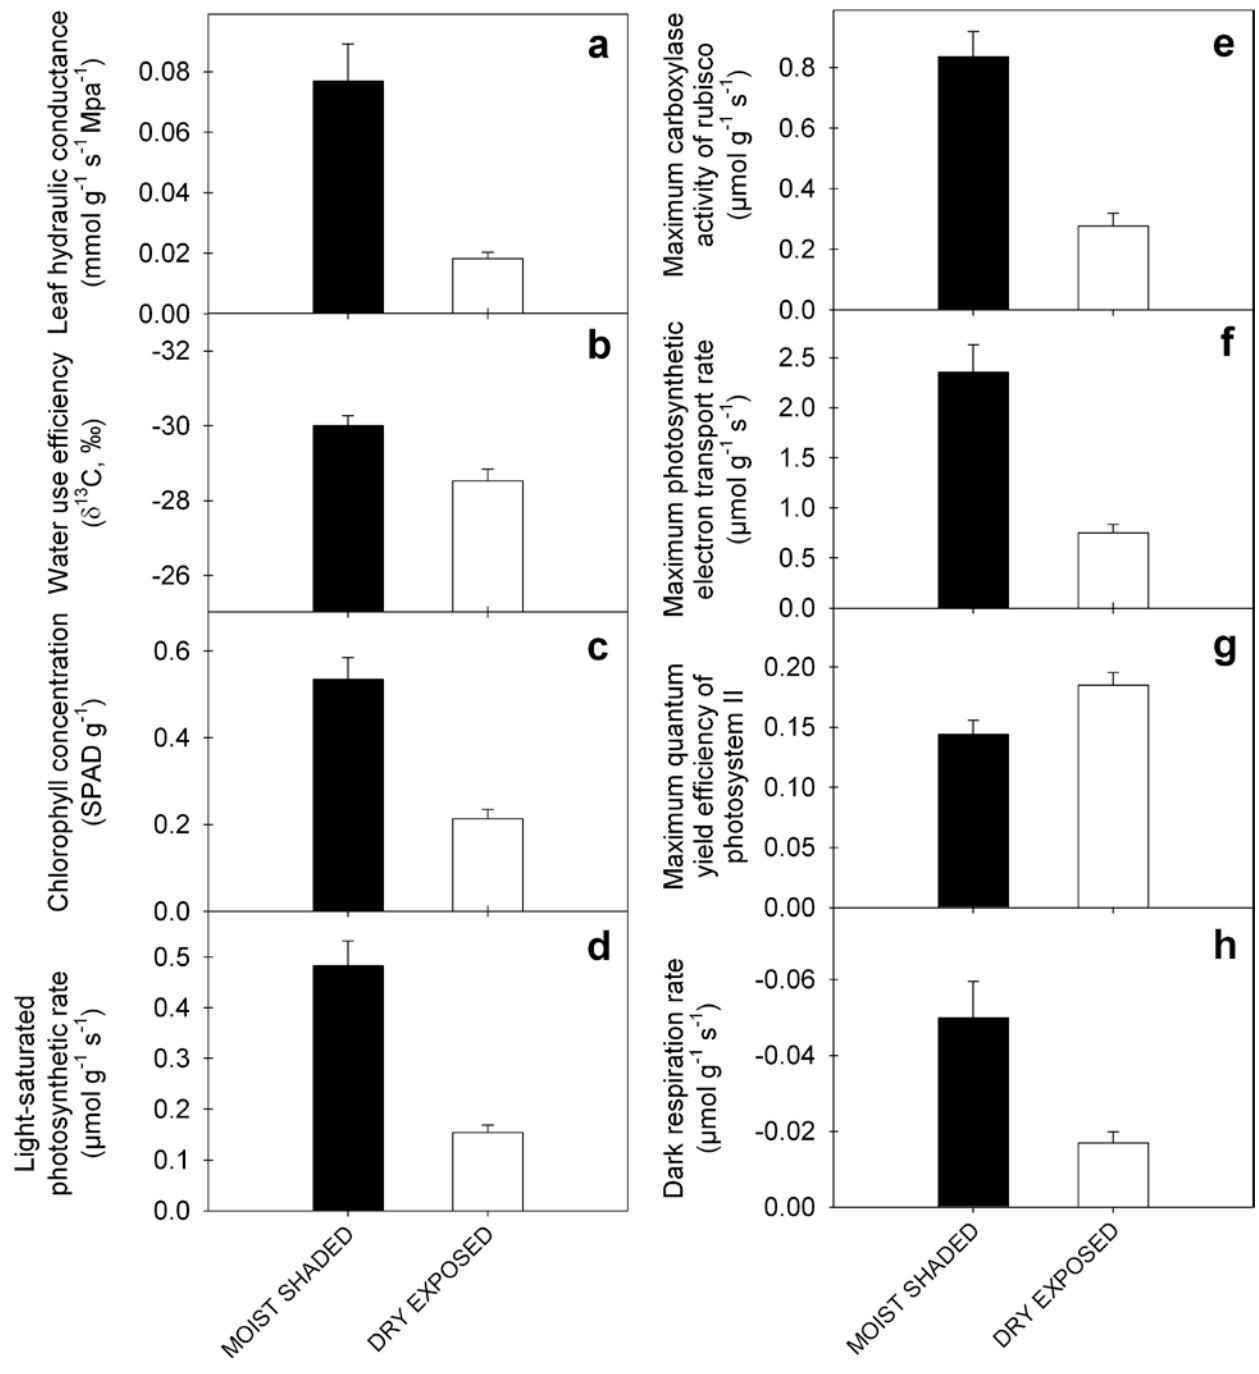 Leaf hydraulic conductance
(mmol g⁻¹ s⁻¹ Mpa⁻¹)
0.08
0.06
0.04
0.02
0.00
a
Water use efficiency
(δ¹³C, ‰)
-32
-30
-28
-26
b
Chlorophyll concentration
(SPAD g⁻¹)
0.6
0.4
0.2
0.0
c
Light-saturated
photosynthetic rate
(µmol g⁻¹ s⁻¹)
0.5
0.4
0.3
0.2
0.1
0.0
d
MOIST SHADED
DRY EXPOSED
Maximum carboxylase
activity of rubisco
(µmol g⁻¹ s⁻¹)
0.8
0.6
0.4
0.2
0.0
e
Maximum photosynthetic
electron transport rate
(µmol g⁻¹ s⁻¹)
2.5
2.0
1.5
1.0
0.5
0.0
f
Maximum quantum
yield efficiency of
photosystem II
0.20
0.15
0.10
0.05
0.00
g
Dark respiration rate
(µmol g⁻¹ s⁻¹)
-0.06
-0.04
-0.02
0.00
h
MOIST SHADED
DRY EXPOSED